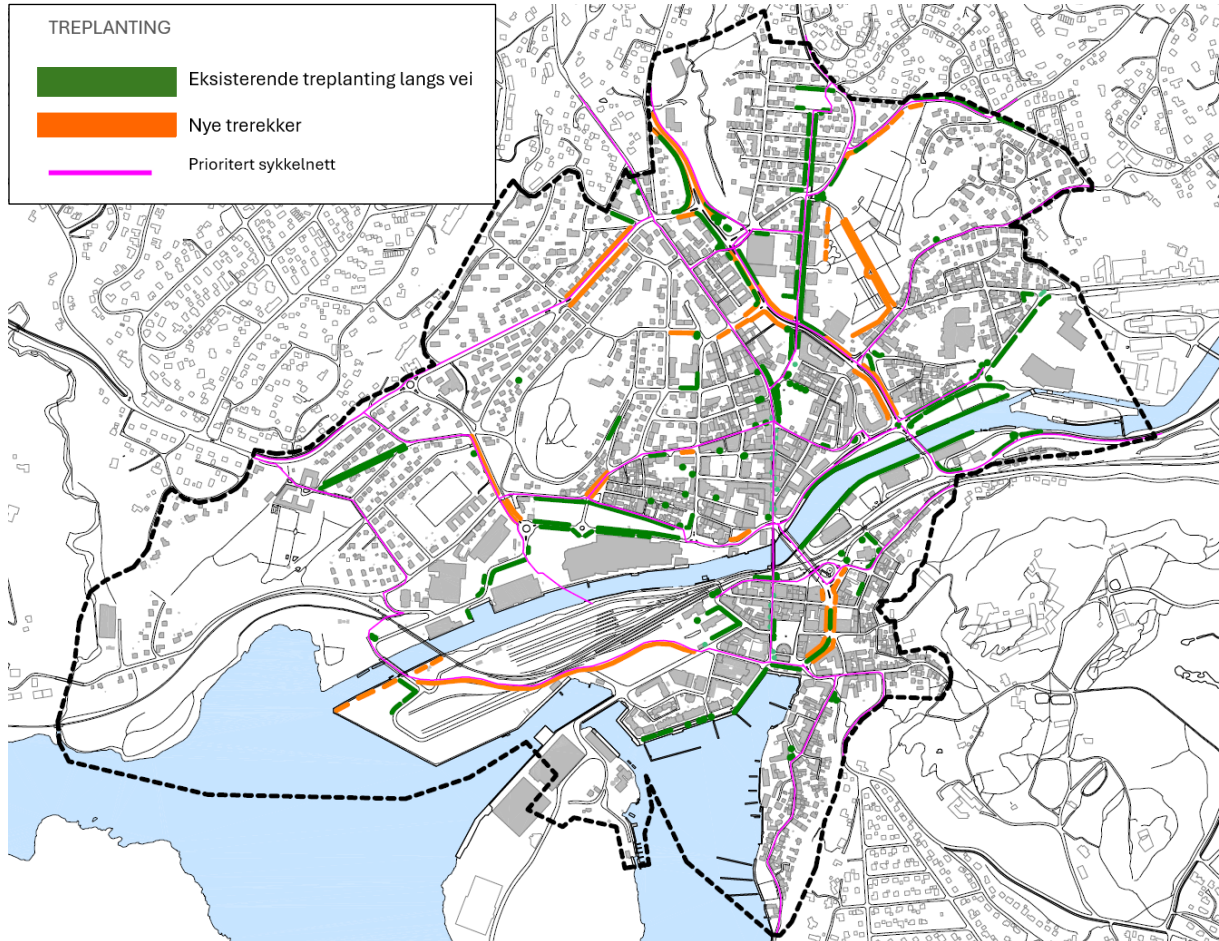 TREPLANTING
Eksisterende treplanting langs vei
Nye trerekker
Prioritert sykkelnett